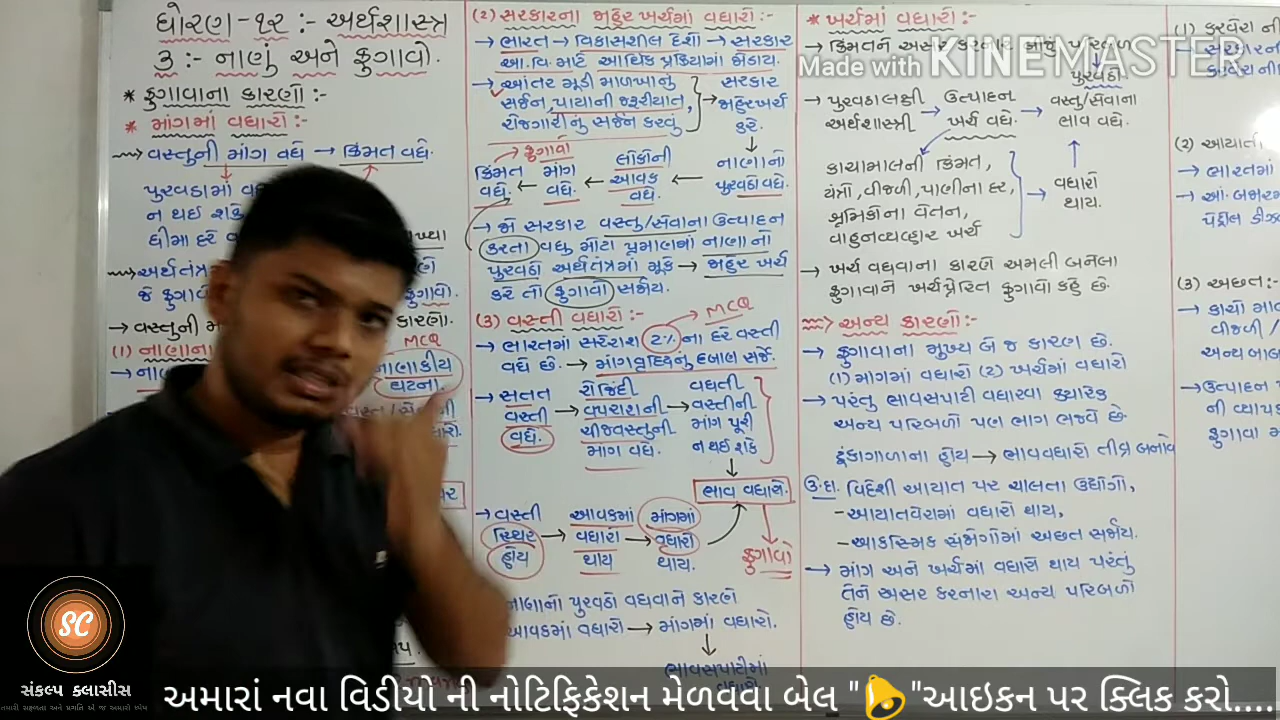 ધોરણ-૧૨ :- અર્થશાસ્ત્ર
૩ :- નાણું અને ફુગાવો.
* ફુગાવાના કારણો :-
* માંગમાં વધારો :-
વસ્તુની માંગ વધે → કિંમત વધે.
પુરવઠામાં
ન થઈ શકે
ધીમા દરે
અર્થતંત્ર
જે ફુગાવો
ફુગાવો.
→ વસ્તુની કારણો.
MCQ
(૧) નાણાના
નાણાકીય
ઘટના.
(૨) સરકારના જાહેર ખર્ચમાં વધારો :-
→ ભારત → વિકાસશીલ દેશો → સરકાર
આ.વિ. માટે આર્થિક પ્રક્રિયામાં જોડાય.
→ આંતર મૂડી માળખાનું
સર્જન, પાયાની જરૂરીયાત,
રોજગારીનું સર્જન કરવું
→ સરકાર
જાહેરખર્ચ
કરે.
ફુગાવો
કિંમત વધે. ← માંગ વધે. ← લોકોની આવક વધે. ← નાણાનો પુરવઠો વધે.
→ જો સરકાર વસ્તુ/સેવાના ઉત્પાદન
કરતા વધુ મોટા પ્રમાણમાં નાણાનો
પુરવઠો અર્થતંત્રમાં મૂકે → જાહેર ખર્ચ
કરે તો ફુગાવો સર્જાય.
(૩) વસ્તી વધારો :- MCQ
→ ભારતમાં સરેરાશ 2% ના દરે વસ્તી
વધે છે. → માંગવૃદ્ધિનું દબાણ સર્જે.
→ સતત વસ્તી વધે. → રોજિંદી વપરાશની ચીજવસ્તુની માંગ વધે. → વધતી વસ્તીની માંગ પૂરી ન થઈ શકે
ભાવ વધારો.
→ વસ્તી સ્થિર હોય → આવકમાં વધારો થાય → માંગમાં વધારો થાય.
ફુગાવો
નાણાનો પુરવઠો વધવાને કારણે
આવકમાં વધારો → માંગમાં વધારો.
ભાવસપાટીમાં
* ખર્ચમાં વધારો :-
→ કિંમતને અસર કરનાર
પુરવઠો
→ પુરવઠાલક્ષી અર્થશાસ્ત્રી → ઉત્પાદન ખર્ચ વધે. → વસ્તુ/સેવાના ભાવ વધે.
કાચામાલની કિંમત,
યંત્રો, વીજળી, પાણીના દર,
શ્રમિકોના વેતન,
વાહનવ્યવહાર ખર્ચ
→ વધારો
થાય.
→ ખર્ચ વધવાના કારણે અમલી બનેલા
ફુગાવાને ખર્ચપ્રેરિત ફુગાવો કહે છે.
અન્ય કારણો :-
→ ફુગાવાના મુખ્ય બે જ કારણ છે.
(૧) માંગમાં વધારો (૨) ખર્ચમાં વધારો
→ પરંતુ ભાવસપાટી વધારવા ક્યારેક
અન્ય પરિબળો પણ ભાગ ભજવે છે.
ટૂંકાગાળાના હોય → ભાવવધારો તીવ્ર બનાવે
ઉ.દા. વિદેશી આયાત પર ચાલતા ઉદ્યોગો,
- આયાતવેરામાં વધારો થાય,
- આકસ્મિક સંજોગોમાં અછત સર્જાય.
→ માંગ અને ખર્ચમાં વધારો થાય પરંતુ
તેને અસર કરનારા અન્ય પરિબળો
હોય છે.
(૧) કરવેરા ની
→ સરકાર
(૨) આયાતી
→ ભારતમાં
→ આં. બજાર
(૩) અછત :-
→ કાચો માલ
વીજળી /
અન્ય બાબ
→ ઉત્પાદન
ની વ્યાપક
ફુગાવા મ
Made with KINEMASTER
SC
સંકલ્પ ક્લાસીસ
અમારાં નવા વિડીયો ની નોટિફિકેશન મેળવવા બેલ "🔔"આઇકન પર ક્લિક કરો....